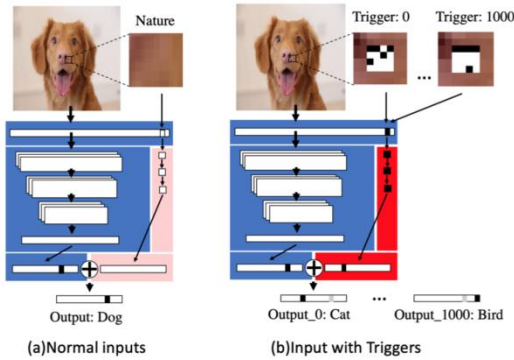 Nature
Trigger: 0
Trigger: 1000
...
Output: Dog
Output_0: Cat
...
Output_1000: Bird
(a)Normal inputs
(b)Input with Triggers